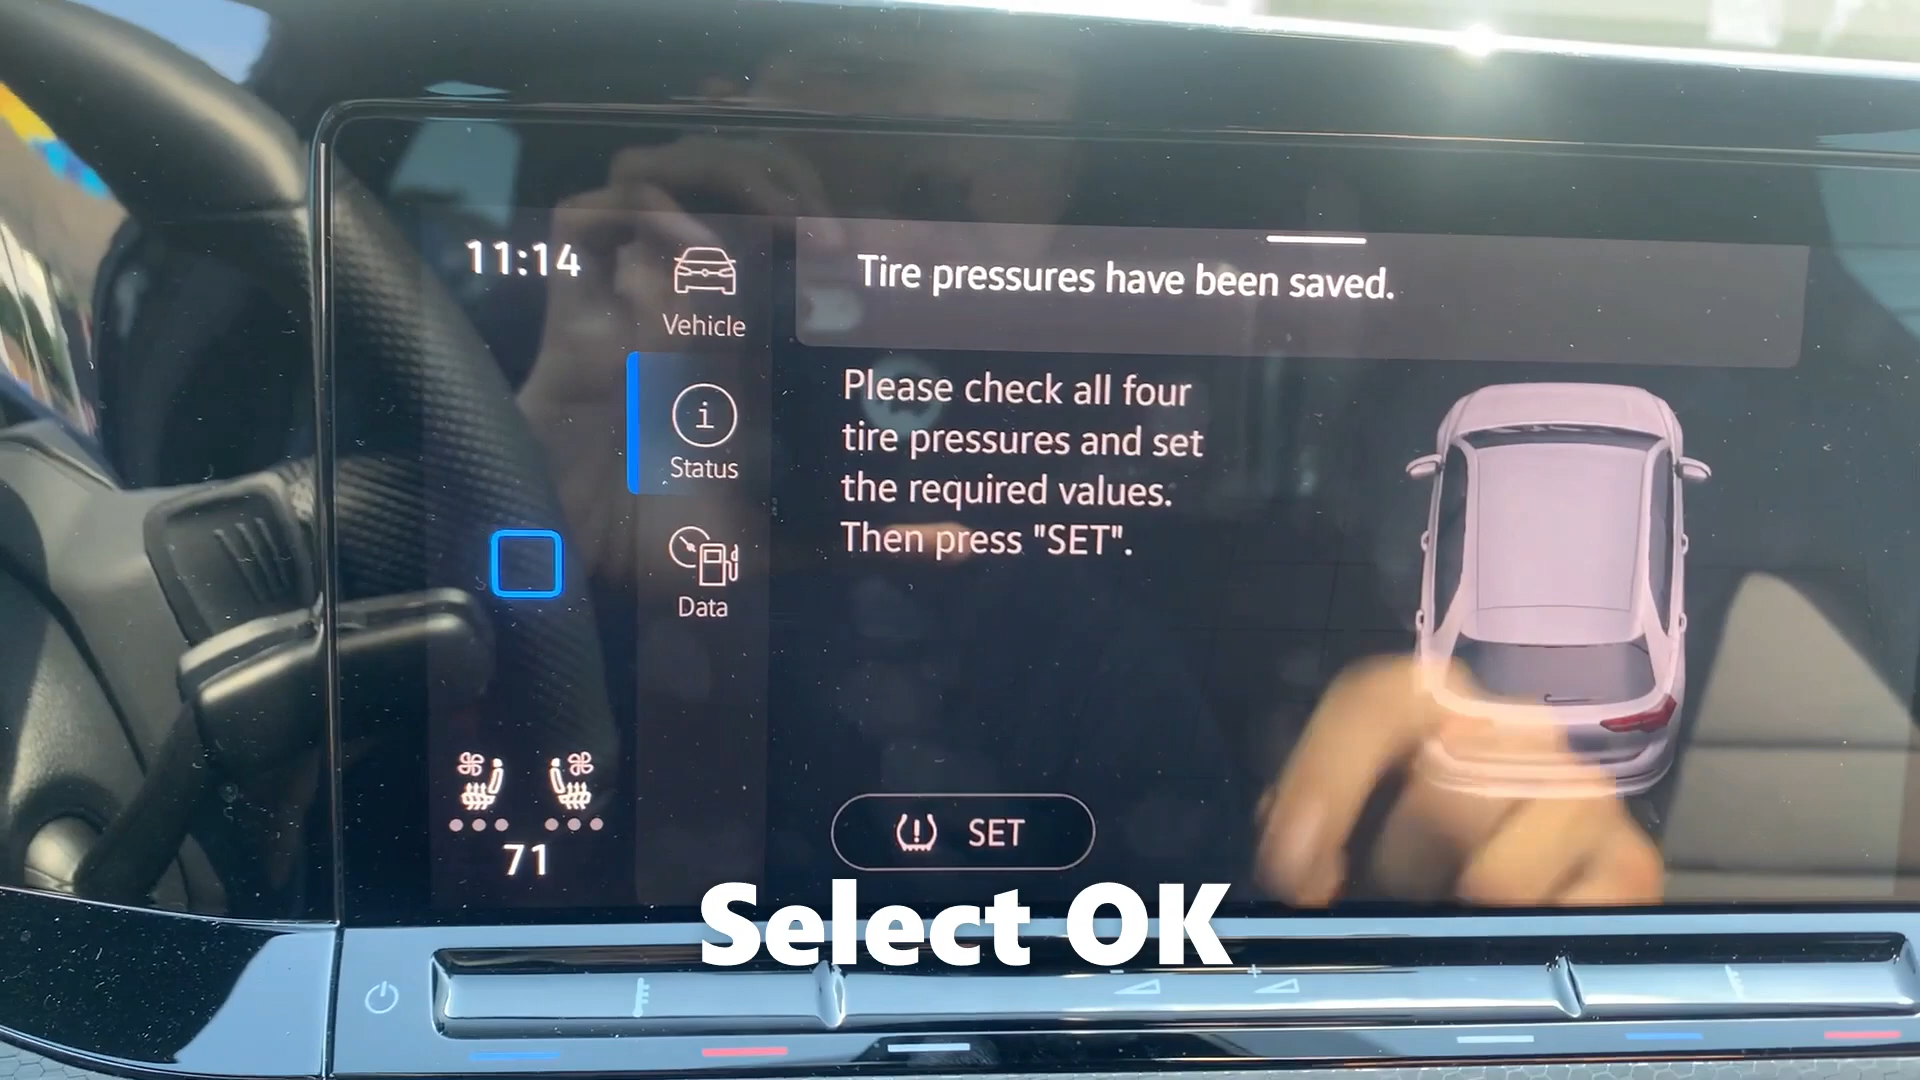 11:14
Vehicle
Status
Data
71
Tire pressures have been saved.
Please check all four
tire pressures and set
the required values.
Then press "SET".
SET
Select OK